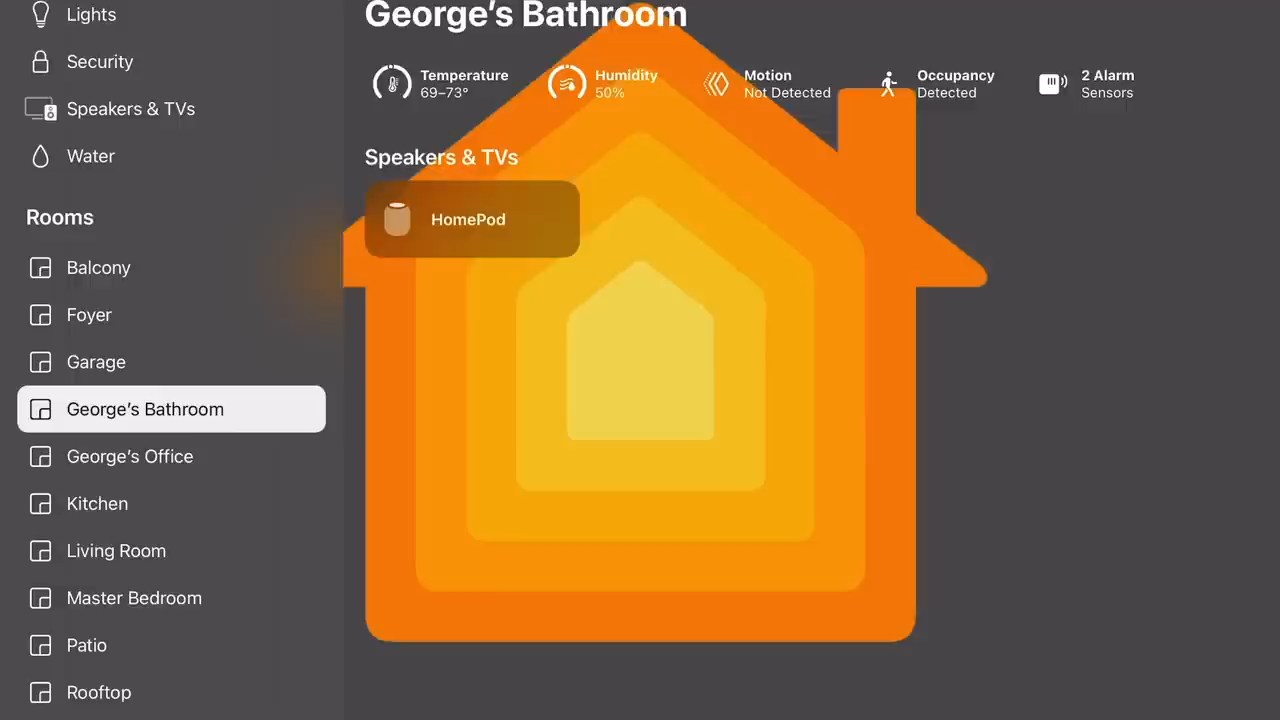 Lights
Security
Speakers & TVs
Water
Rooms
Balcony
Foyer
Garage
George's Bathroom
George's Office
Kitchen
Living Room
Master Bedroom
Patio
Rooftop
George's Bathroom
Temperature
69–73°
Humidity
50%
Motion
Not Detected
Occupancy
Detected
2 Alarm
Sensors
Speakers & TVs
HomePod